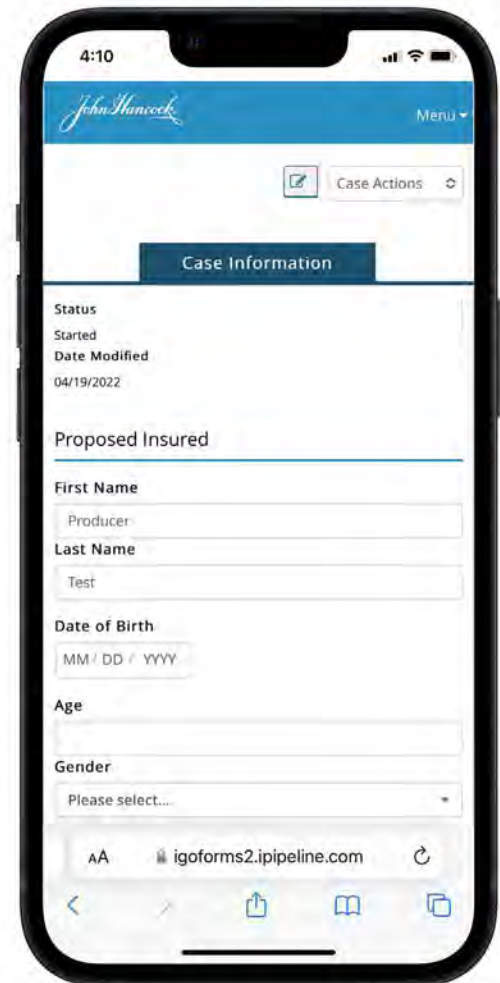 4:10
John Hancock
Menu
Case Actions
Case Information
Status
Started
Date Modified
04/19/2022
Proposed Insured
First Name
Producer
Last Name
Test
Date of Birth
MM / DD / YYYY
Age
Gender
Please select...
AA igoforms2.ipipeline.com